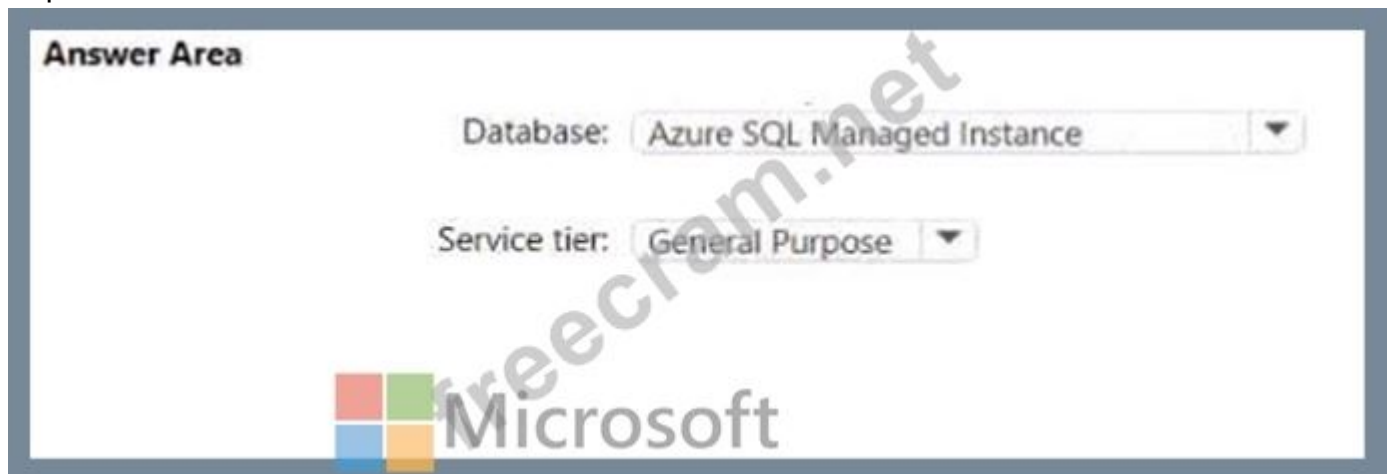 Answer Area
Database: Azure SQL Managed Instance
Service tier: General Purpose
freecram.net
Microsoft